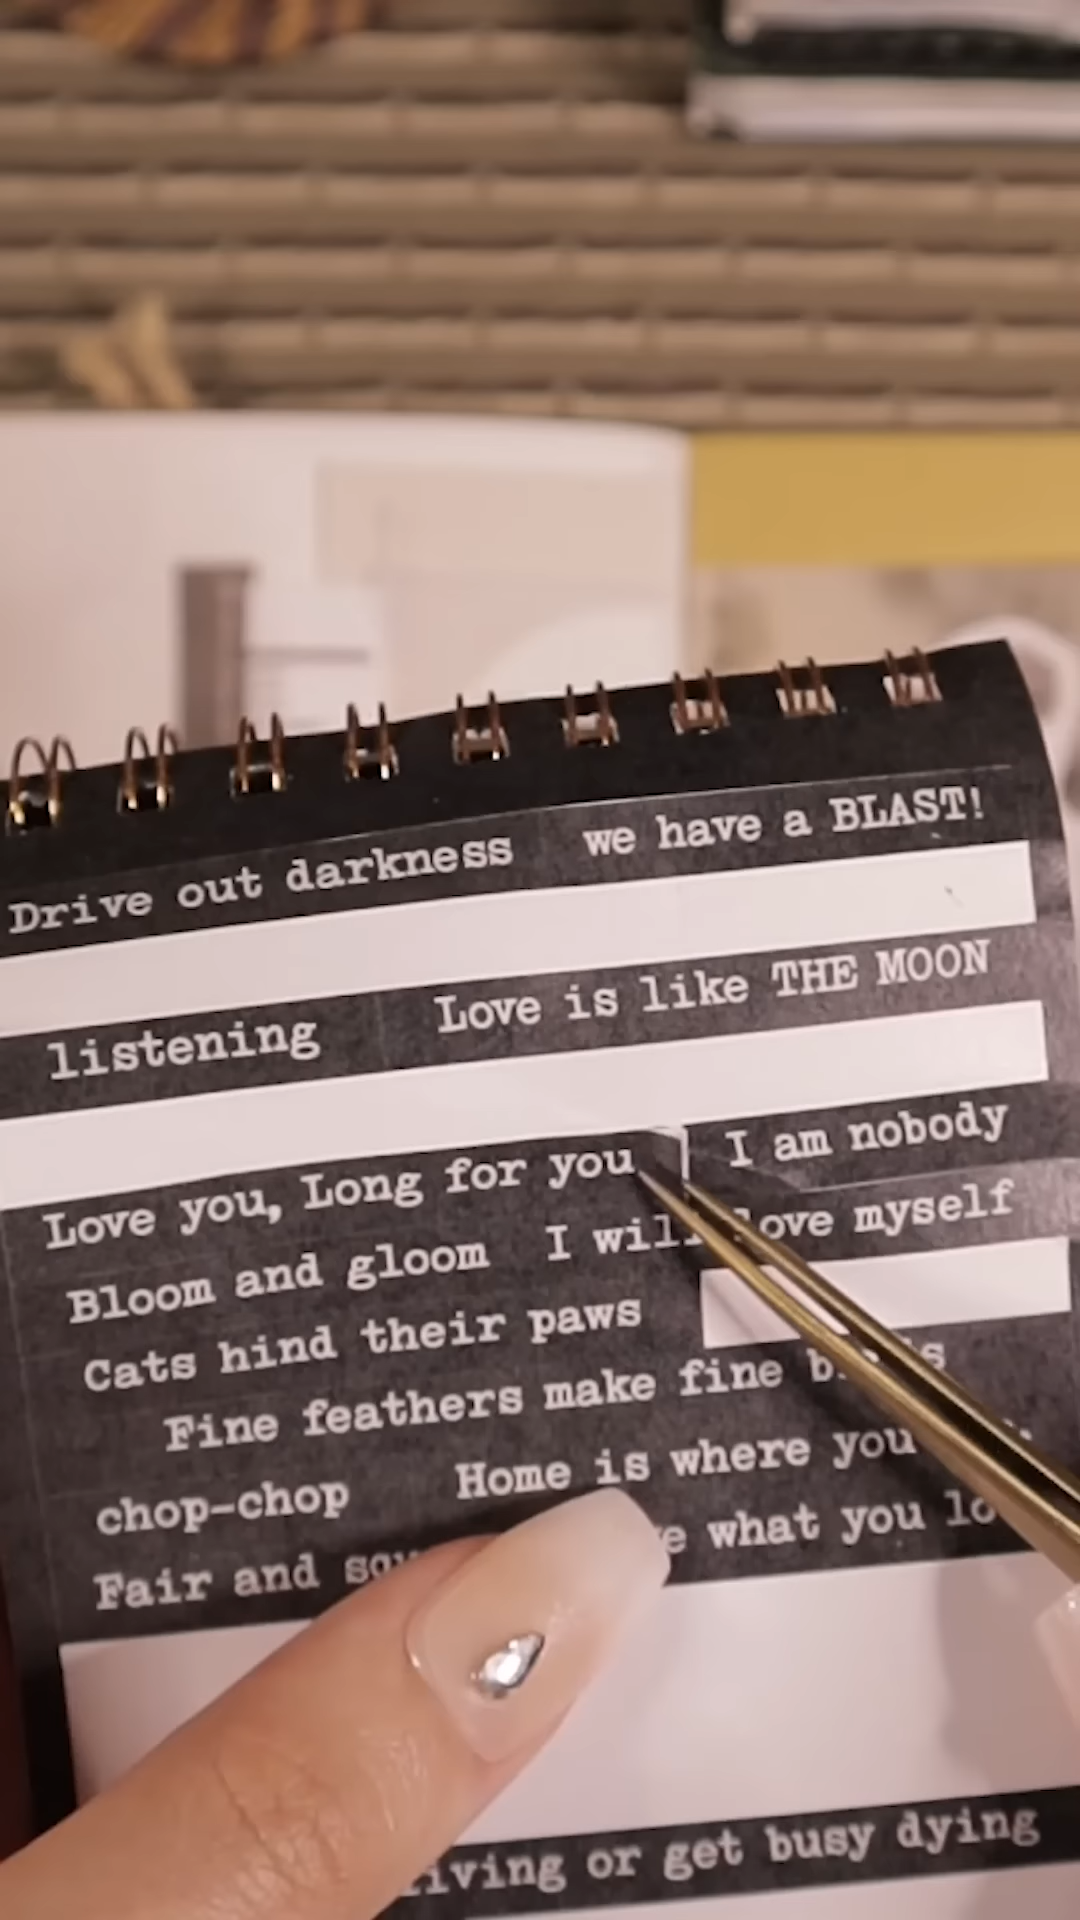 Drive out darkness we have a BLAST!
listening Love is like THE MOON
Love you, Long for you I am nobody
Bloom and gloom I will love myself
Cats hind their paws
Fine feathers make fine
chop-chop Home is where you
Fair and what you
or get busy dying